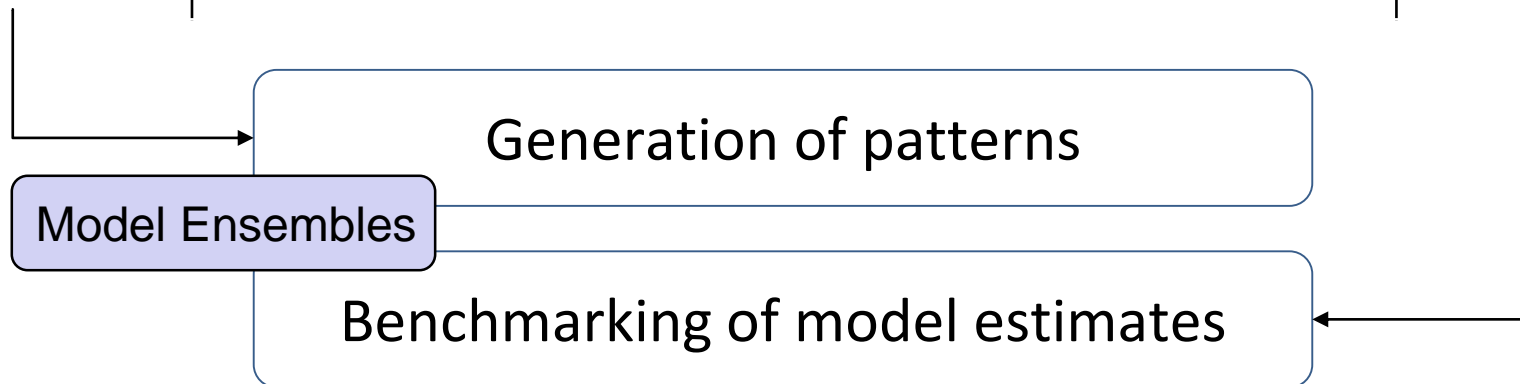 Generation of patterns
Model Ensembles
Benchmarking of model estimates